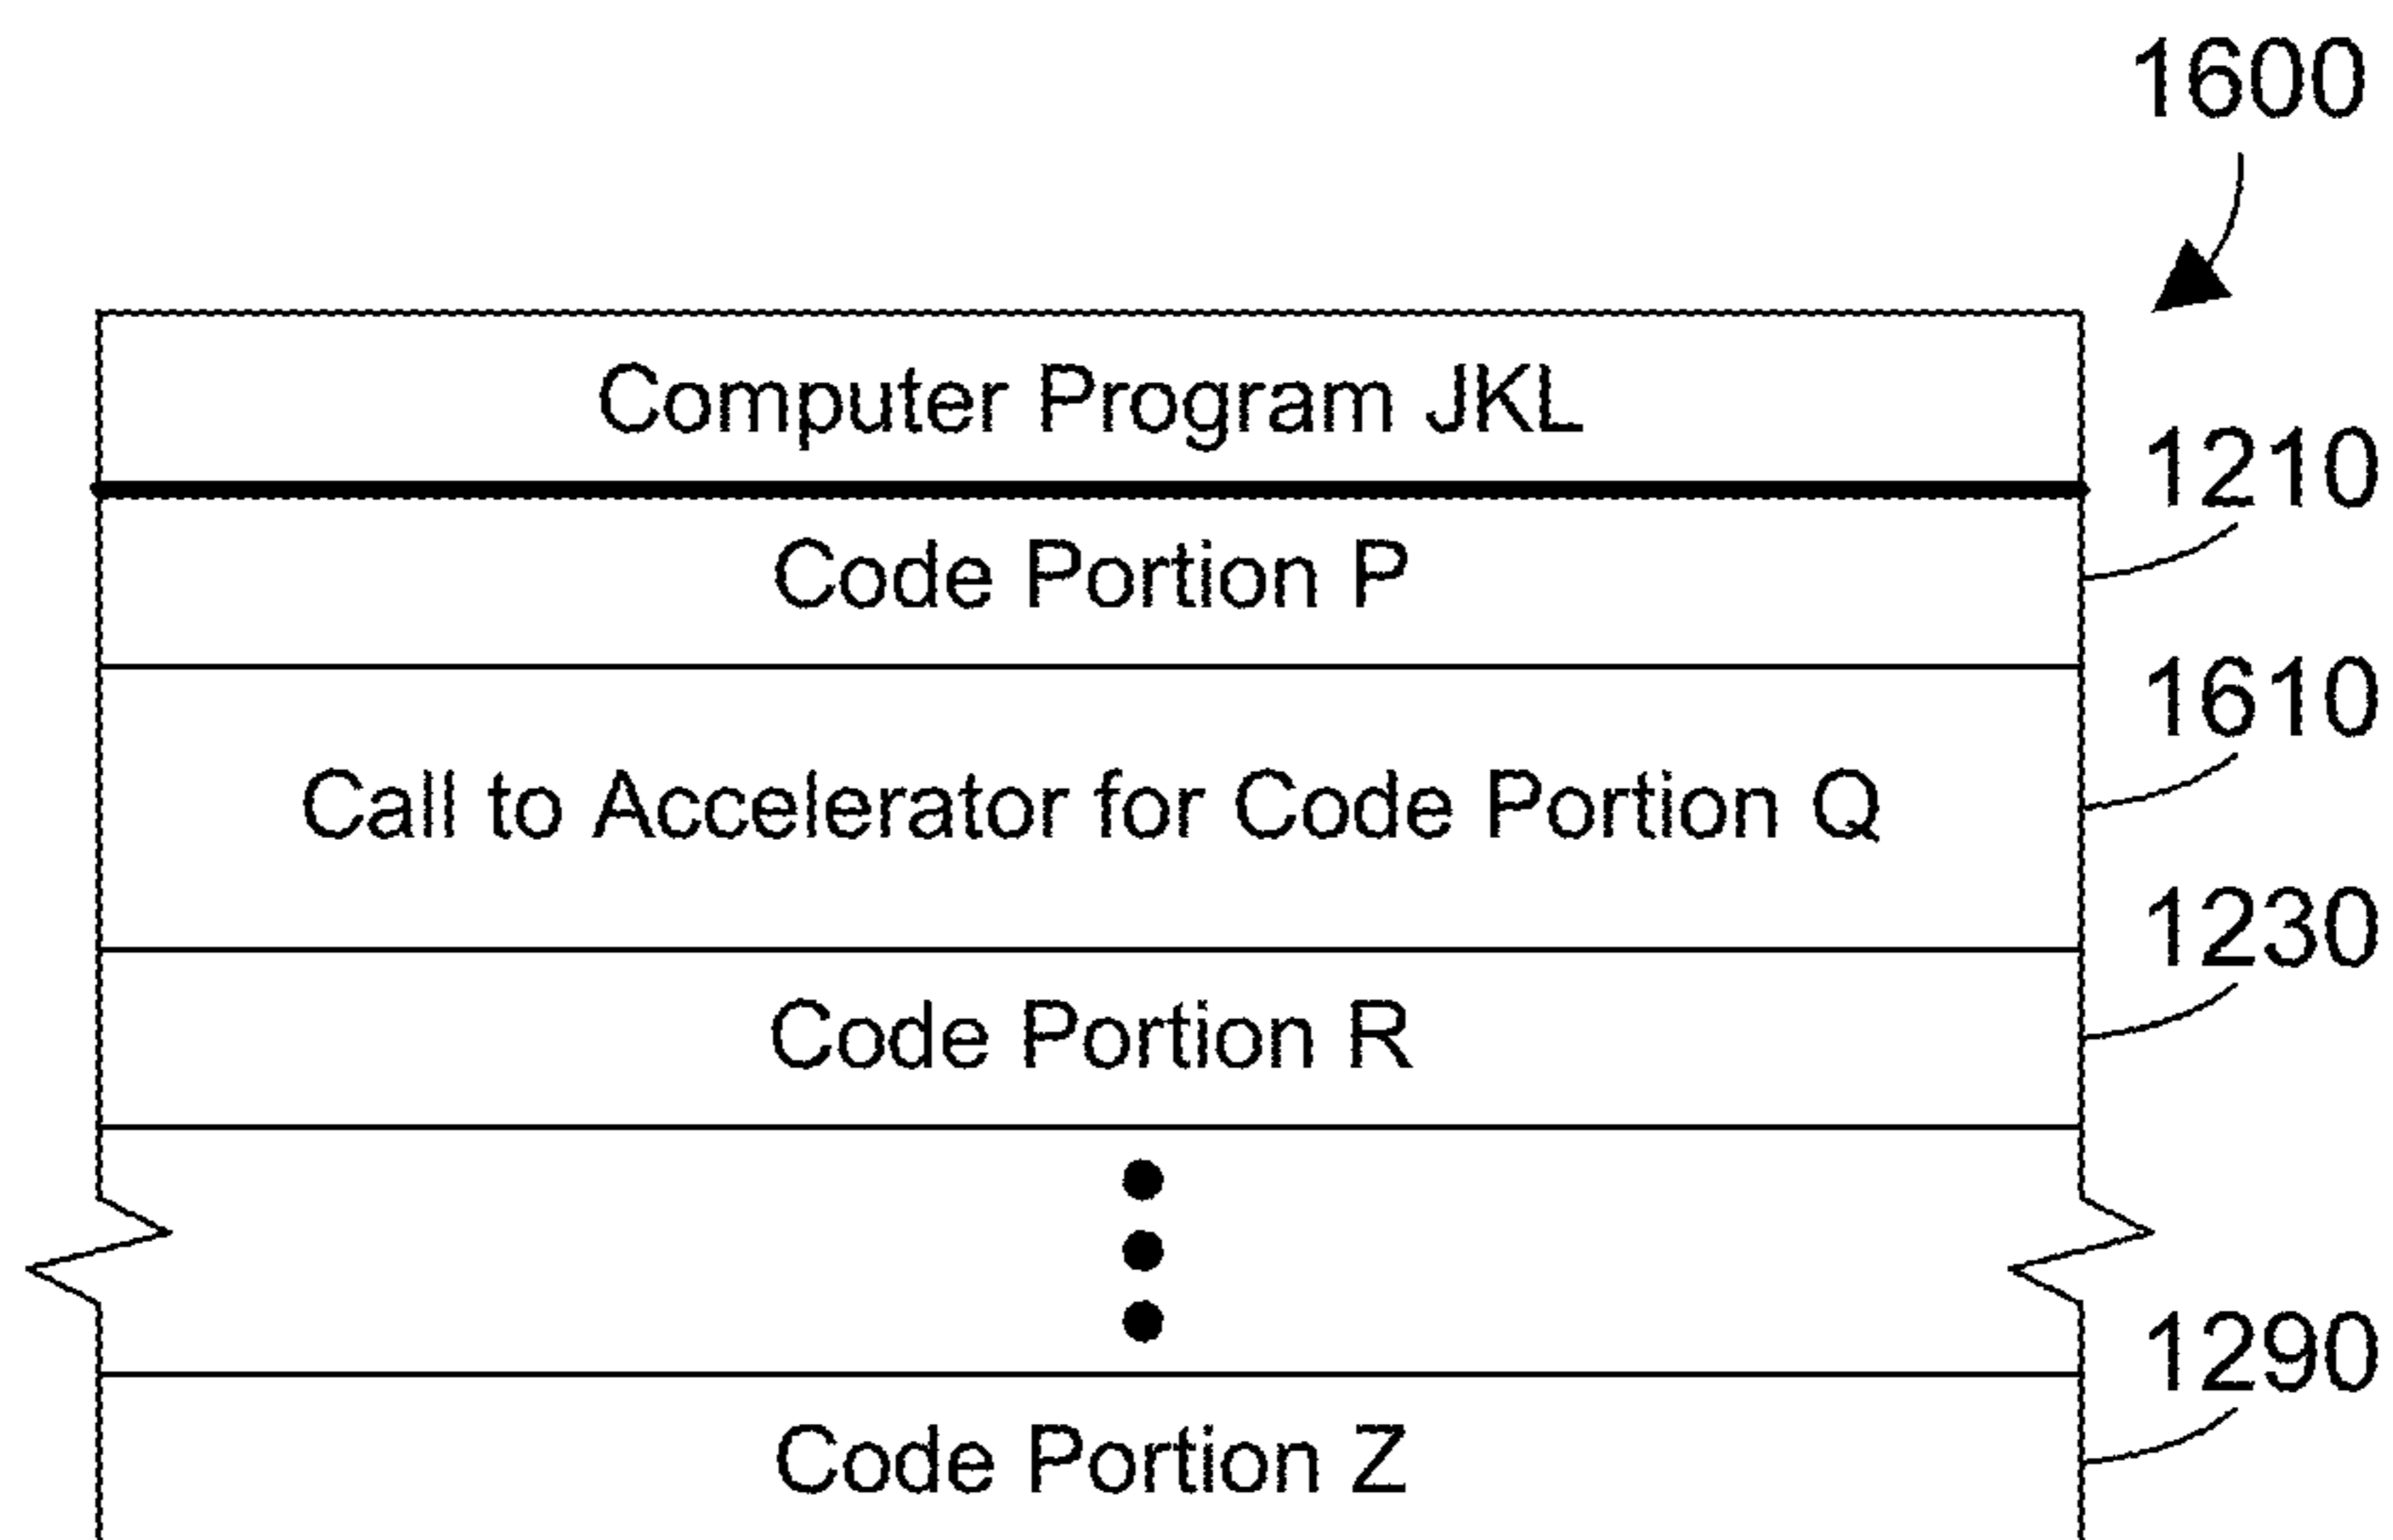 1600
Computer Program JKL
1210
Code Portion P
1610
Call to Accelerator for Code Portion Q
1230
Code Portion R
1290
Code Portion Z